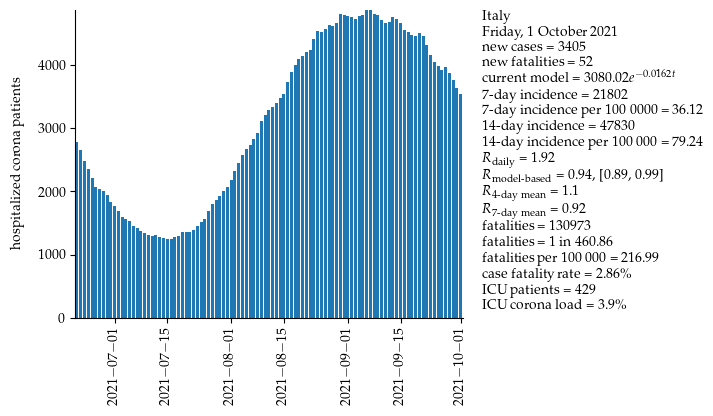 Italy
Friday, 1 October 2021
new cases = 3405
new fatalities = 52
current model = 3080.02e^{−0.0162t}
7-day incidence = 21802
7-day incidence per 100 0000 = 36.12
14-day incidence = 47830
14-day incidence per 100 000 = 79.24
R_daily = 1.92
R_model-based = 0.94, [0.89, 0.99]
R_4-day mean = 1.1
R_7-day mean = 0.92
fatalities = 130973
fatalities = 1 in 460.86
fatalities per 100 000 = 216.99
case fatality rate = 2.86%
ICU patients = 429
ICU corona load = 3.9%
hospitalized corona patients
4000
3000
2000
1000
0
2021−07−01
2021−07−15
2021−08−01
2021−08−15
2021−09−01
2021−09−15
2021−10−01